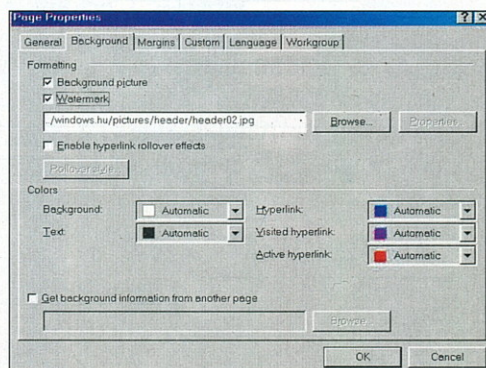 Page Properties
General Background Margins Custom Language Workgroup
Formatting
Background picture
Watermark
./windows.hu/pictures/header/header02.jpg Browse... Properties...
Enable hyperlink rollover effects
Rollover style...
Colors
Background: Automatic Hyperlink: Automatic
Text: Automatic Visited hyperlink: Automatic
Active hyperlink: Automatic
Get background information from another page
Browse...
OK Cancel